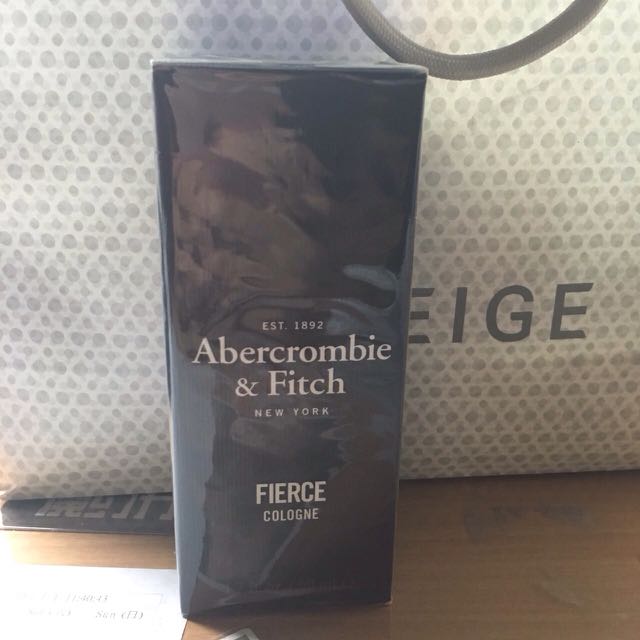 EST. 1892
Abercrombie
& Fitch
NEW YORK
FIERCE
COLOGNE
EIGE